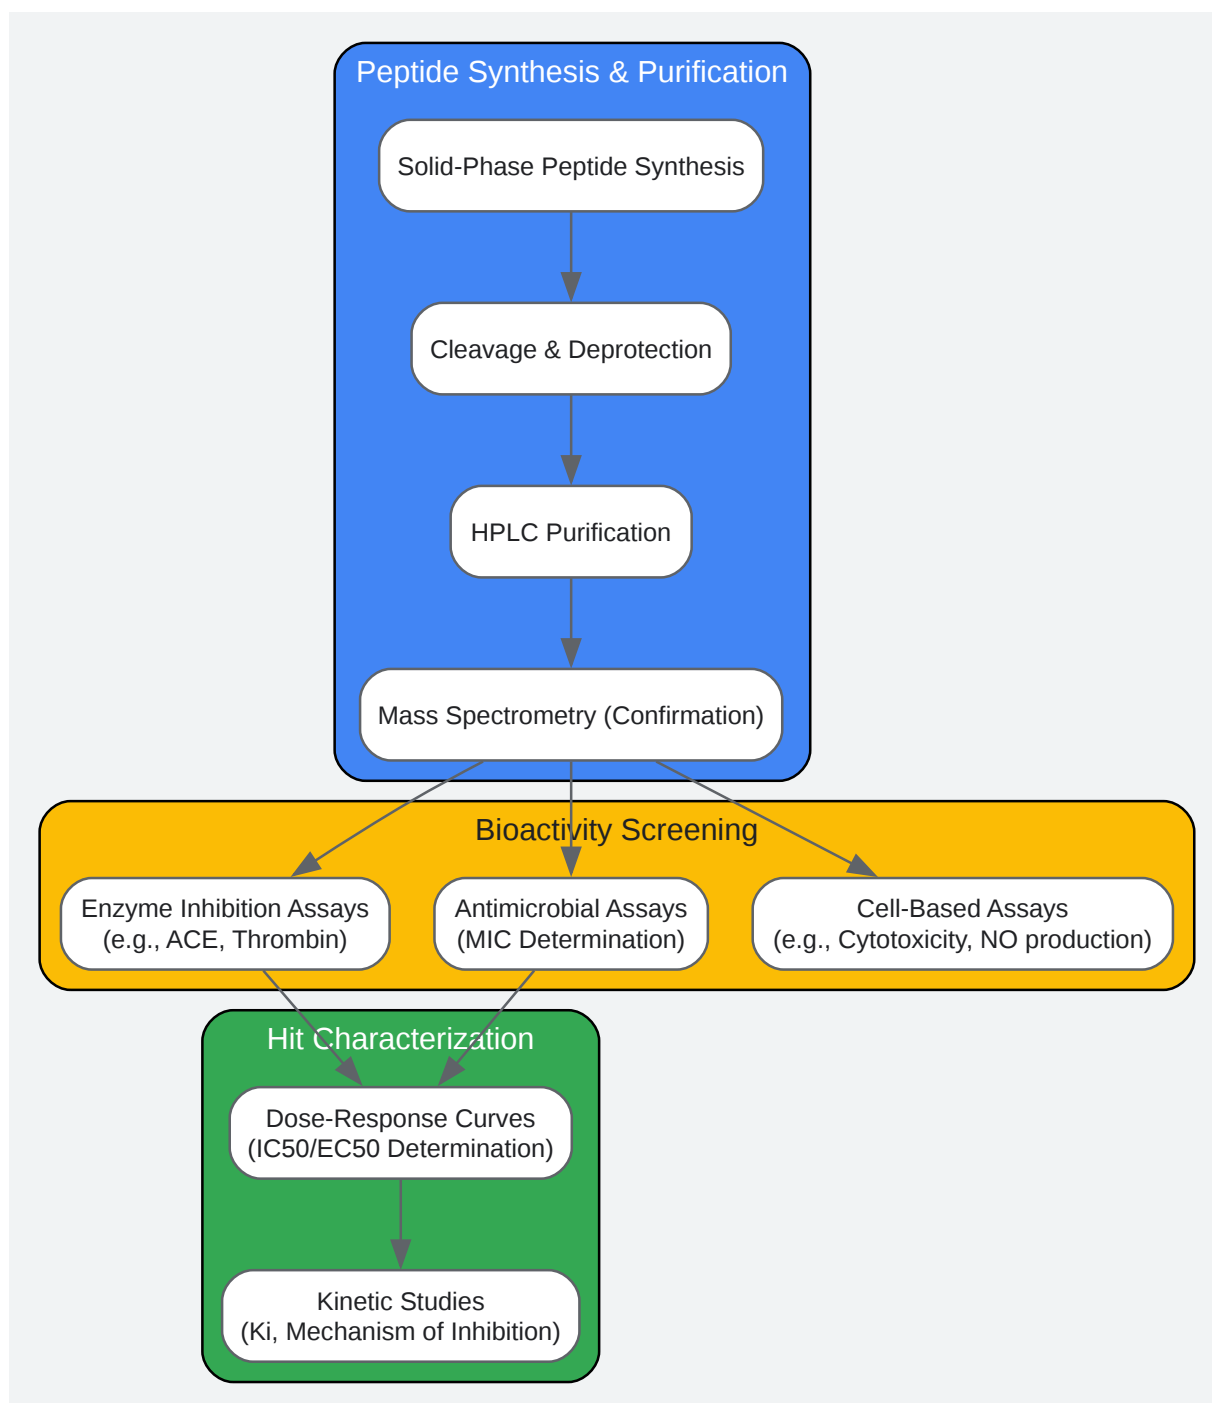 Peptide Synthesis & Purification
Solid-Phase Peptide Synthesis
Cleavage & Deprotection
HPLC Purification
Mass Spectrometry (Confirmation)
Bioactivity Screening
Enzyme Inhibition Assays
(e.g., ACE, Thrombin)
Antimicrobial Assays
(MIC Determination)
Cell-Based Assays
(e.g., Cytotoxicity, NO production)
Hit Characterization
Dose-Response Curves
(IC50/EC50 Determination)
Kinetic Studies
(Ki, Mechanism of Inhibition)